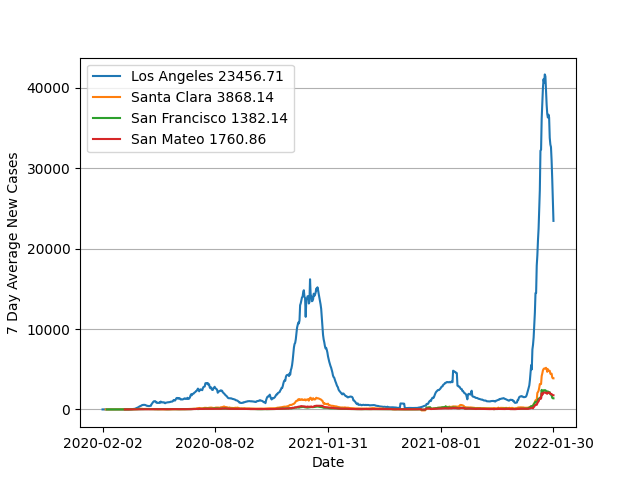 Los Angeles 23456.71
Santa Clara 3868.14
San Francisco 1382.14
San Mateo 1760.86
7 Day Average New Cases
40000
30000
20000
10000
0
2020-02-02 2020-08-02 2021-01-31 2021-08-01 2022-01-30
Date